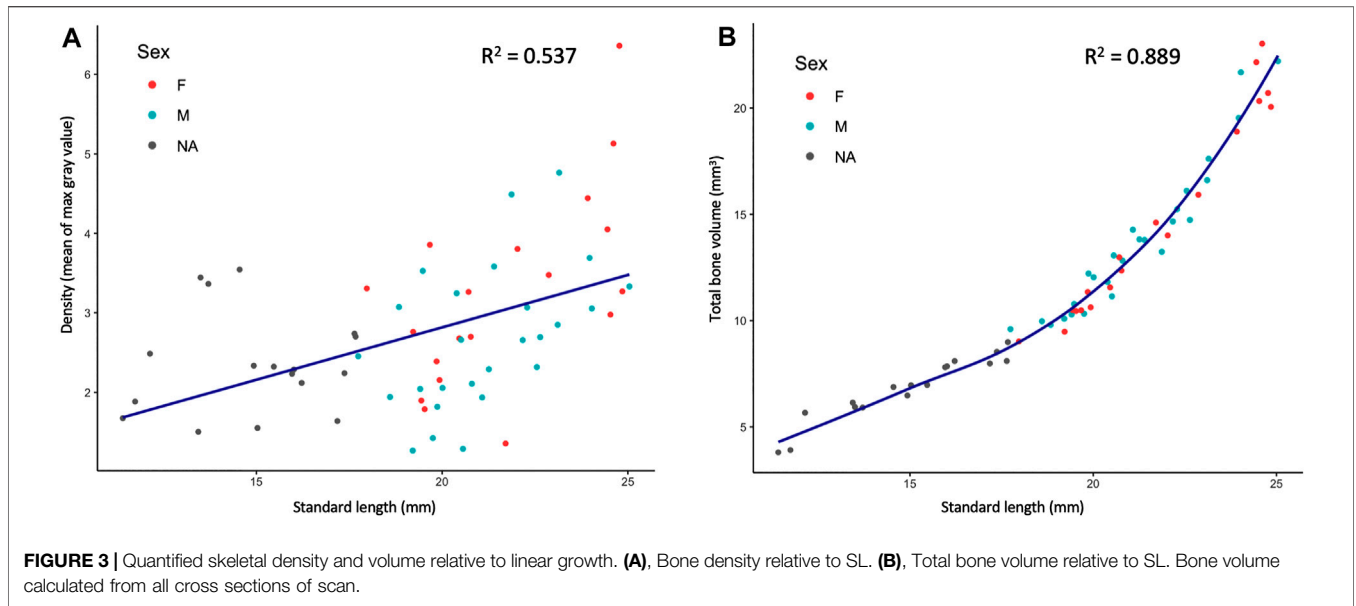 A
Sex
F
M
NA
R² = 0.537
6
5
4
3
2
Density (mean of max gray value)
15
20
25
Standard length (mm)
B
Sex
F
M
NA
R² = 0.889
20
15
10
5
Total bone volume (mm³)
15
20
25
Standard length (mm)
FIGURE 3 | Quantified skeletal density and volume relative to linear growth. (A), Bone density relative to SL. (B), Total bone volume relative to SL. Bone volume
calculated from all cross sections of scan.